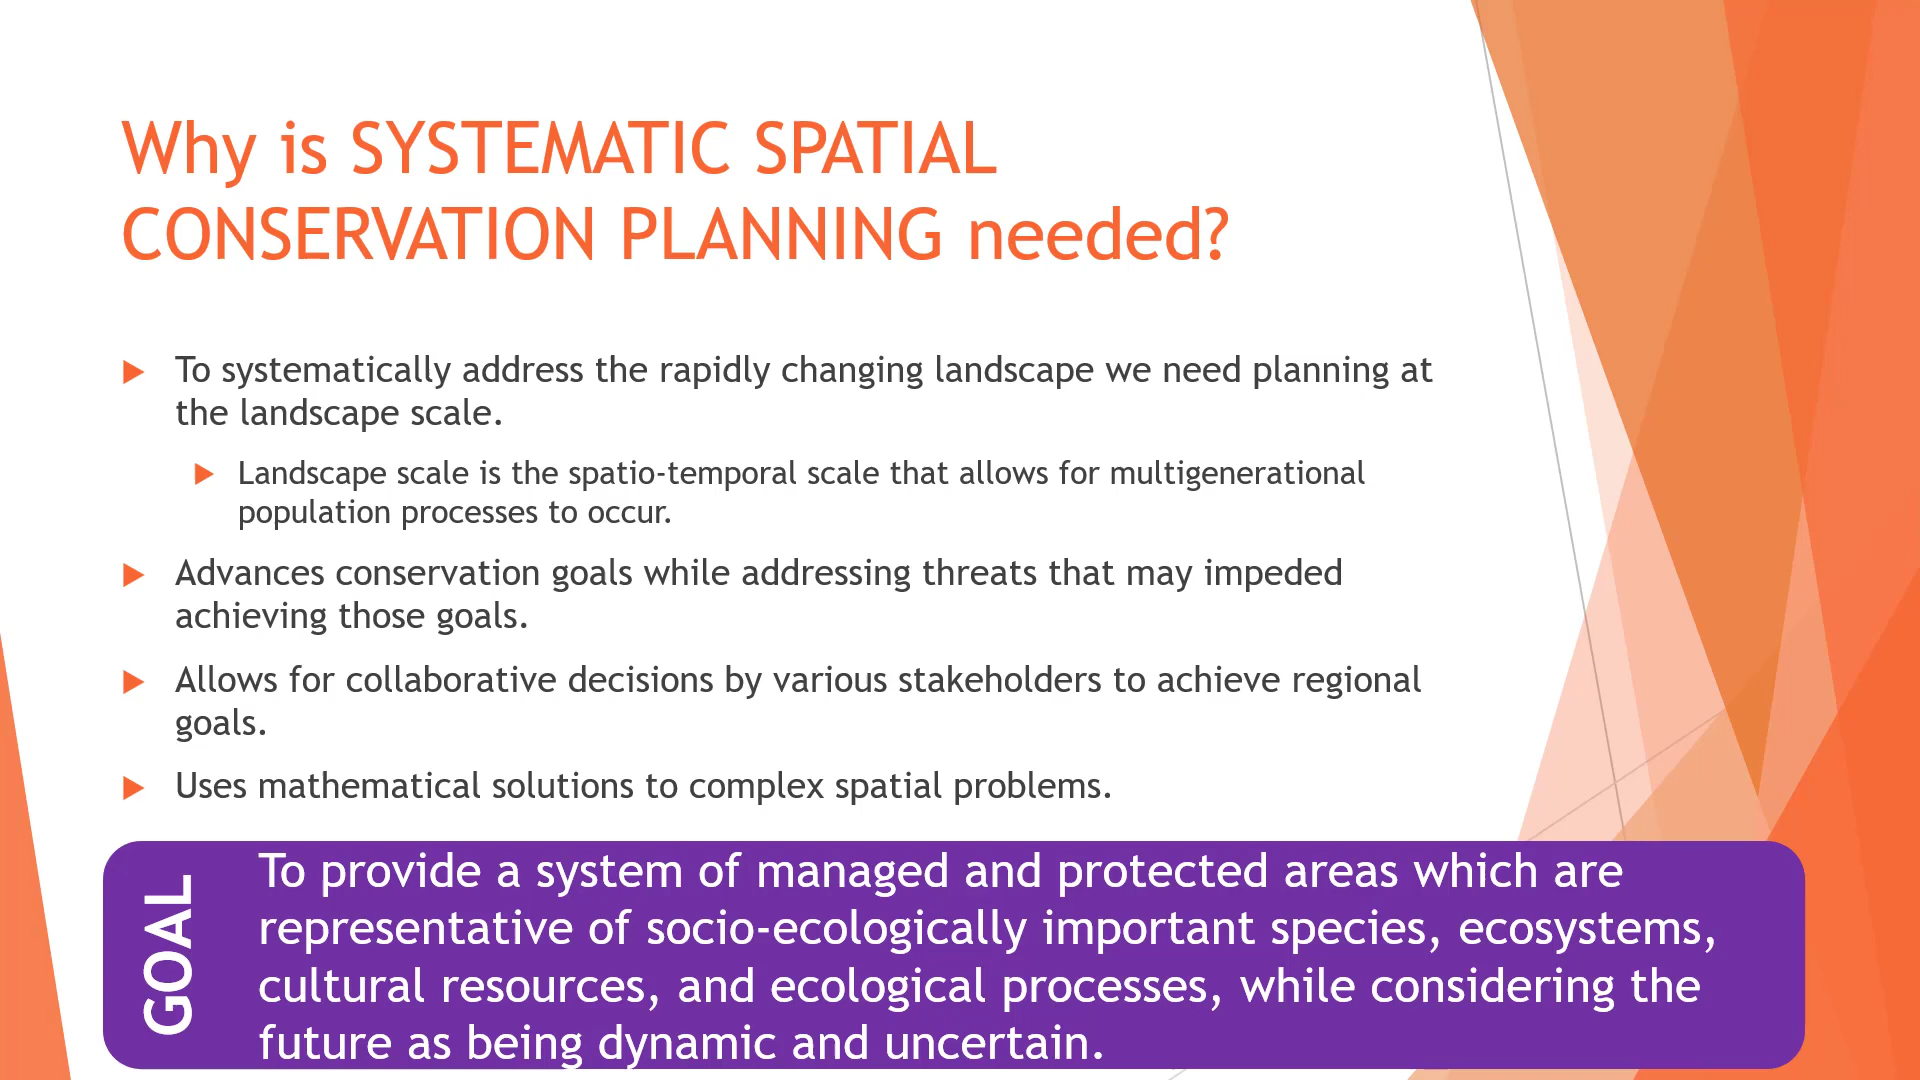 Why is SYSTEMATIC SPATIAL
CONSERVATION PLANNING needed?
To systematically address the rapidly changing landscape we need planning at
the landscape scale.
Landscape scale is the spatio-temporal scale that allows for multigenerational
population processes to occur.
Advances conservation goals while addressing threats that may impeded
achieving those goals.
Allows for collaborative decisions by various stakeholders to achieve regional
goals.
Uses mathematical solutions to complex spatial problems.
GOAL
To provide a system of managed and protected areas which are
representative of socio-ecologically important species, ecosystems,
cultural resources, and ecological processes, while considering the
future as being dynamic and uncertain.